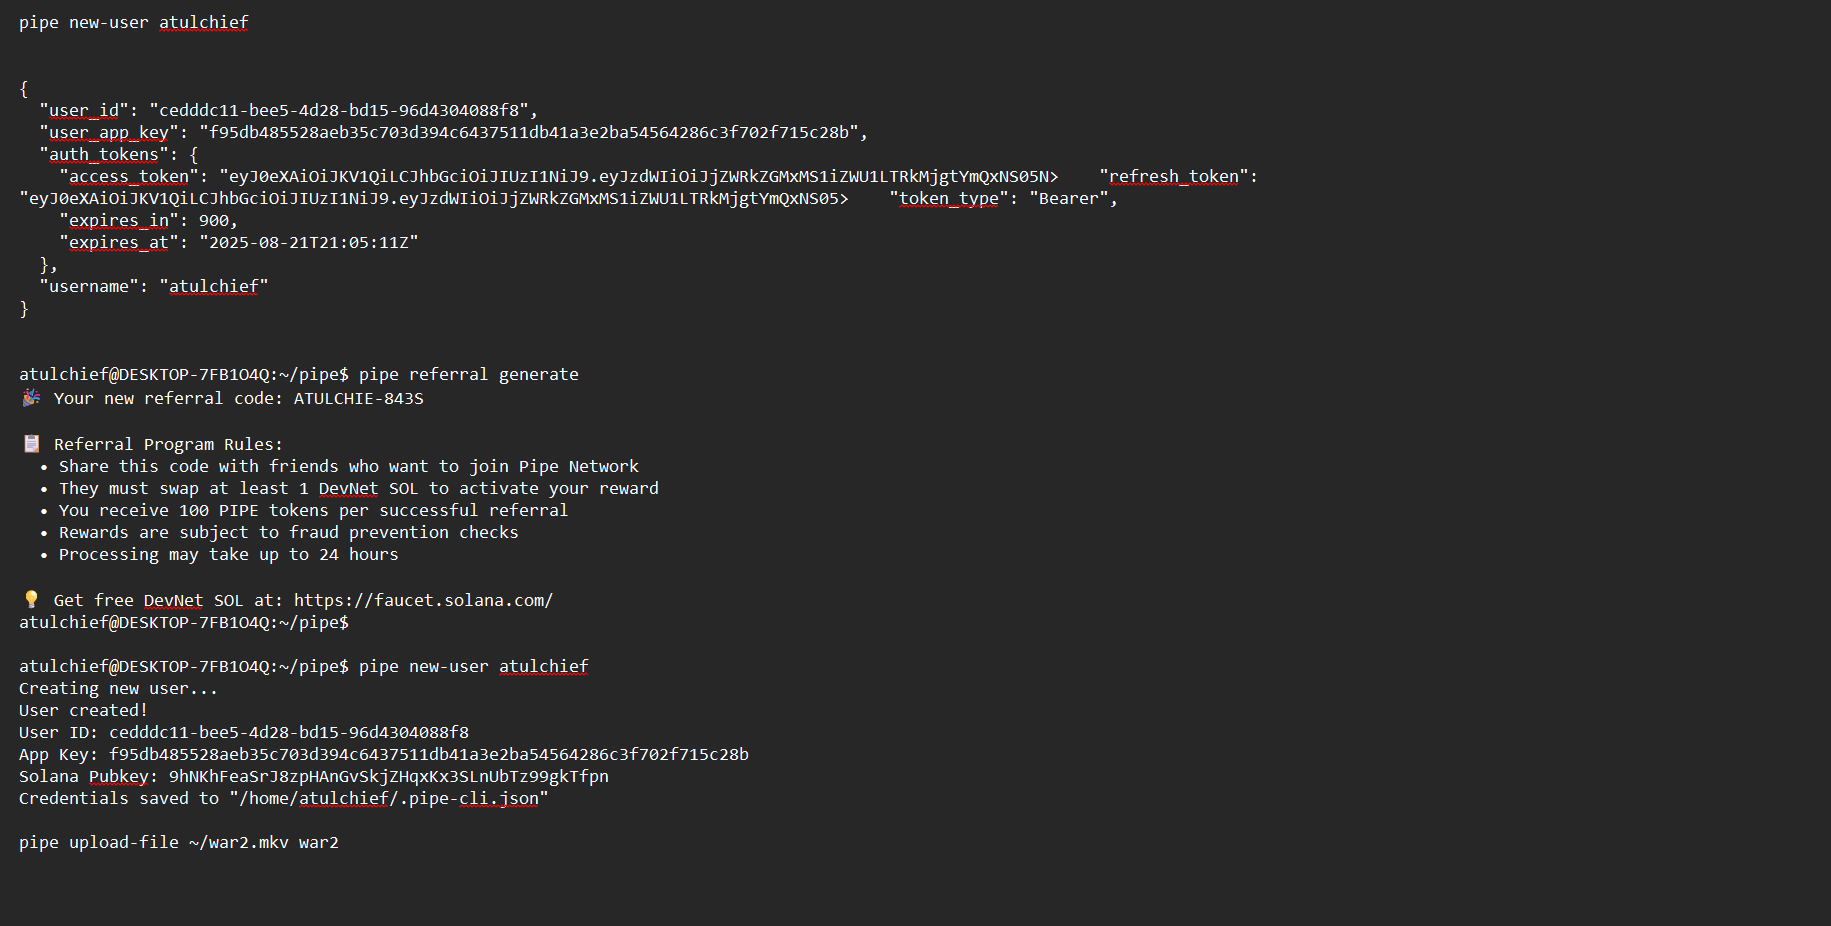 pipe new-user atulchief
{
"user_id": "cedddc11-bee5-4d28-bd15-96d4304088f8",
"user_app_key": "f95db485528aeb35c703d394c6437511db41a3e2ba54564286c3f702f715c28b",
"auth_tokens": {
"access_token": "eyJ0eXAiOiJKV1QiLCJhbGciOiJIUzI1NiJ9.eyJzdWIiOiJjZWRkZGMxMS1iZWU1LTRkMjgtYmQxNS05N>    "refresh_token":
"eyJ0eXAiOiJKV1QiLCJhbGciOiJIUzI1NiJ9.eyJzdWIiOiJjZWRkZGMxMS1iZWU1LTRkMjgtYmQxNS05>    "token_type": "Bearer",
"expires_in": 900,
"expires_at": "2025-08-21T21:05:11Z"
},
"username": "atulchief"
}
atulchief@DESKTOP-7FB1O4Q:~/pipe$ pipe referral generate
🎉 Your new referral code: ATULCHIE-843S
📋 Referral Program Rules:
• Share this code with friends who want to join Pipe Network
• They must swap at least 1 DevNet SOL to activate your reward
• You receive 100 PIPE tokens per successful referral
• Rewards are subject to fraud prevention checks
• Processing may take up to 24 hours
💡 Get free DevNet SOL at: https://faucet.solana.com/
atulchief@DESKTOP-7FB1O4Q:~/pipe$
atulchief@DESKTOP-7FB1O4Q:~/pipe$ pipe new-user atulchief
Creating new user...
User created!
User ID: cedddc11-bee5-4d28-bd15-96d4304088f8
App Key: f95db485528aeb35c703d394c6437511db41a3e2ba54564286c3f702f715c28b
Solana Pubkey: 9hNKhFeaSrJ8zpHAnGvSkjZHqxKx3SLnUbTz99gkTfpn
Credentials saved to "/home/atulchief/.pipe-cli.json"
pipe upload-file ~/war2.mkv war2